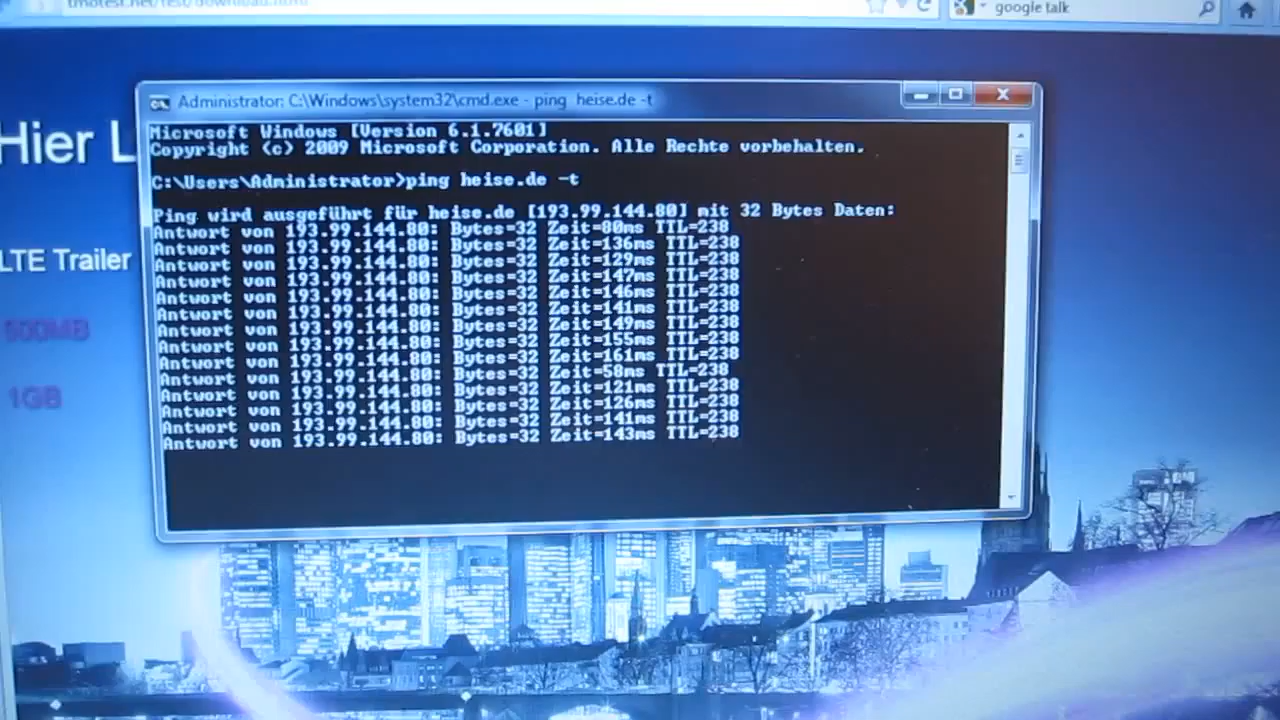 tmotest.net/test/download.html
google talk
Administrator: C:\Windows\system32\cmd.exe - ping heise.de -t
Microsoft Windows [Version 6.1.7601]
Copyright (c) 2009 Microsoft Corporation. Alle Rechte vorbehalten.
C:\Users\Administrator>ping heise.de -t
Ping wird ausgeführt für heise.de [193.99.144.80] mit 32 Bytes Daten:
Antwort von 193.99.144.80: Bytes=32 Zeit=80ms TTL=238
Antwort von 193.99.144.80: Bytes=32 Zeit=136ms TTL=238
Antwort von 193.99.144.80: Bytes=32 Zeit=129ms TTL=238
Antwort von 193.99.144.80: Bytes=32 Zeit=147ms TTL=238
Antwort von 193.99.144.80: Bytes=32 Zeit=146ms TTL=238
Antwort von 193.99.144.80: Bytes=32 Zeit=141ms TTL=238
Antwort von 193.99.144.80: Bytes=32 Zeit=149ms TTL=238
Antwort von 193.99.144.80: Bytes=32 Zeit=155ms TTL=238
Antwort von 193.99.144.80: Bytes=32 Zeit=161ms TTL=238
Antwort von 193.99.144.80: Bytes=32 Zeit=58ms TTL=238
Antwort von 193.99.144.80: Bytes=32 Zeit=121ms TTL=238
Antwort von 193.99.144.80: Bytes=32 Zeit=126ms TTL=238
Antwort von 193.99.144.80: Bytes=32 Zeit=141ms TTL=238
Antwort von 193.99.144.80: Bytes=32 Zeit=143ms TTL=238
Hier L
LTE Trailer
500MB
1GB